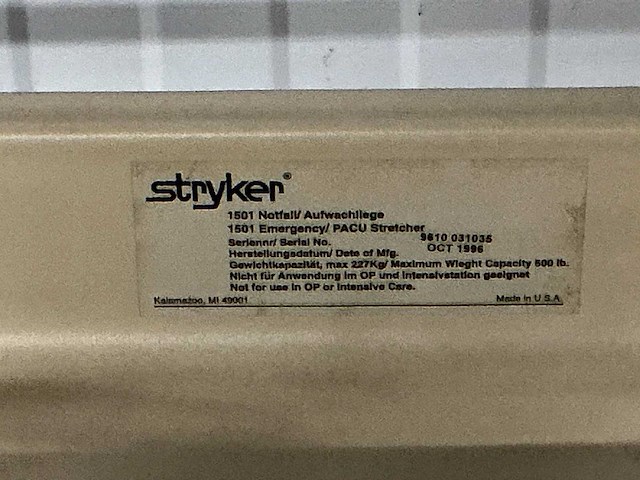 stryker®
1501 Notfall/ Aufwachliege
1501 Emergency/ PACU Stretcher
Seriennr/ Serial No. 9610 031035
Herstellungsdatum/ Date of Mfg. OCT 1996
Gewichtkapazität, max 227Kg/ Maximum Wieght Capacity 500 lb.
Nicht für Anwendung im OP und Intensivstation geeignet
Not for use in OP or Intensive Care.
Kalamazoo, MI 49001 Made in U S A